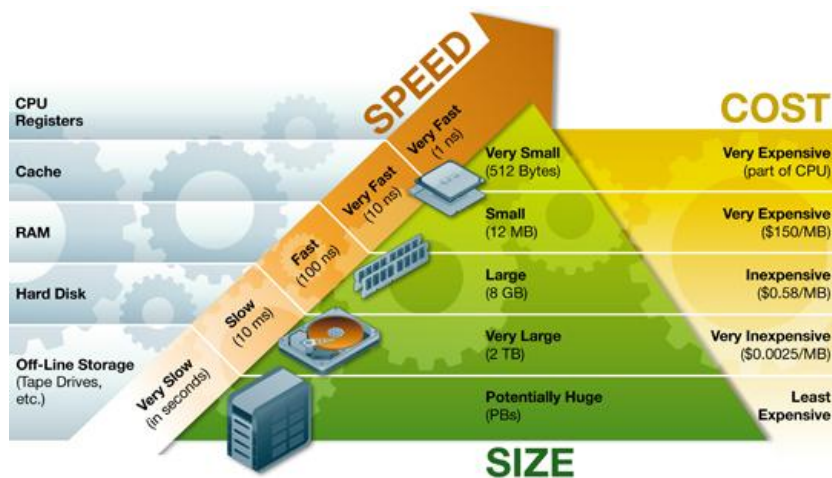 SPEED
COST
CPU
Registers
Very Fast
(1 ns)
Very Small
(512 Bytes)
Very Expensive
(part of CPU)
Cache
Very Fast
(10 ns)
Small
(12 MB)
Very Expensive
($150/MB)
RAM
Fast
(100 ns)
Large
(8 GB)
Inexpensive
($0.58/MB)
Hard Disk
Slow
(10 ms)
Very Large
(2 TB)
Very Inexpensive
($0.0025/MB)
Off-Line Storage
(Tape Drives,
etc.)
Very Slow
(in seconds)
Potentially Huge
(PBs)
Least
Expensive
SIZE